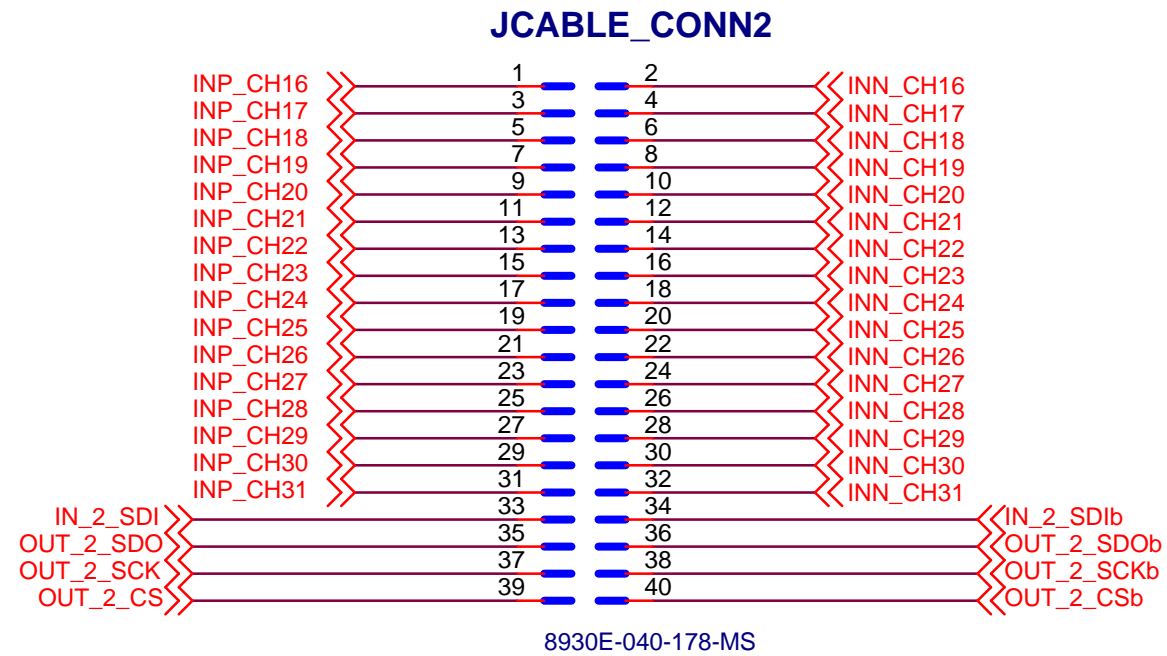 JCABLE_CONN2
INP_CH16 1 2 INN_CH16
INP_CH17 3 4 INN_CH17
INP_CH18 5 6 INN_CH18
INP_CH19 7 8 INN_CH19
INP_CH20 9 10 INN_CH20
INP_CH21 11 12 INN_CH21
INP_CH22 13 14 INN_CH22
INP_CH23 15 16 INN_CH23
INP_CH24 17 18 INN_CH24
INP_CH25 19 20 INN_CH25
INP_CH26 21 22 INN_CH26
INP_CH27 23 24 INN_CH27
INP_CH28 25 26 INN_CH28
INP_CH29 27 28 INN_CH29
INP_CH30 29 30 INN_CH30
INP_CH31 31 32 INN_CH31
IN_2_SDI 33 34 IN_2_SDIb
OUT_2_SDO 35 36 OUT_2_SDOb
OUT_2_SCK 37 38 OUT_2_SCKb
OUT_2_CS 39 40 OUT_2_CSb
8930E-040-178-MS